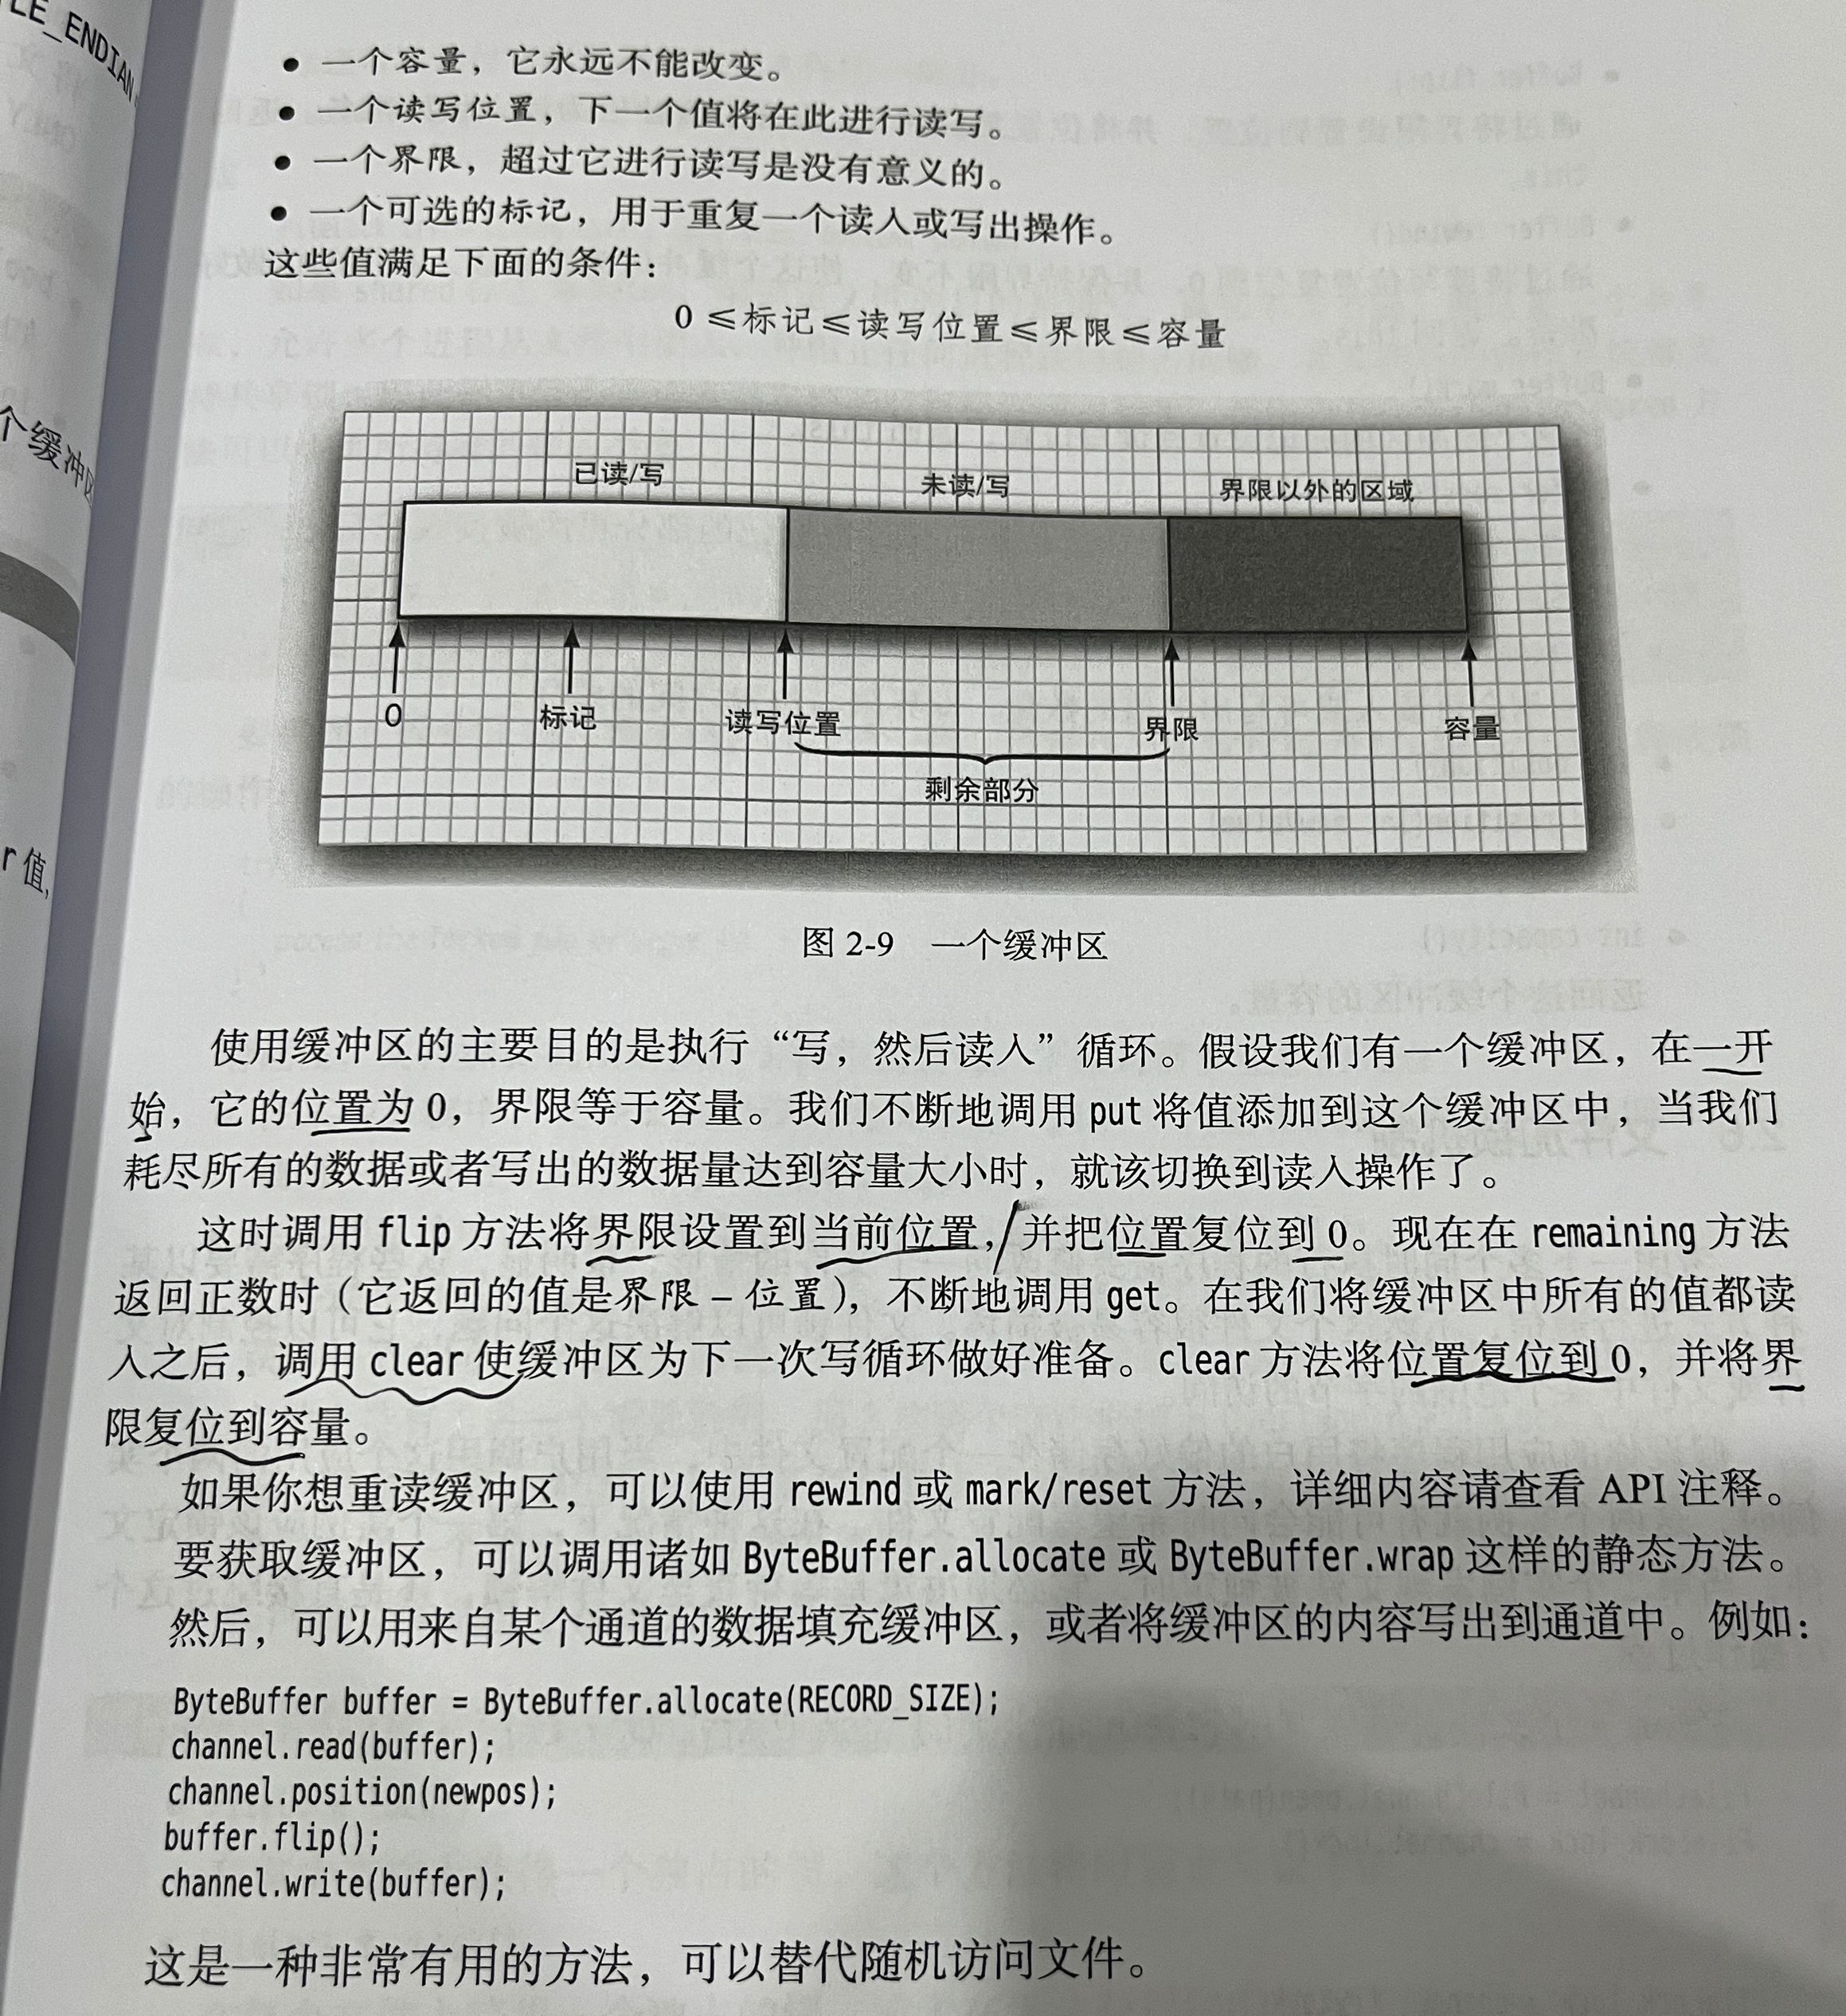 LE_ENDIAN
个缓冲区
r 值,
• 一个容量，它永远不能改变。
• 一个读写位置，下一个值将在此进行读写。
• 一个界限，超过它进行读写是没有意义的。
• 一个可选的标记，用于重复一个读入或写出操作。
这些值满足下面的条件：
0 ≤标记≤读写位置≤界限≤容量
已读/写 未读/写 界限以外的区域
0 标记 读写位置 界限 容量
剩余部分
图 2-9 一个缓冲区
使用缓冲区的主要目的是执行“写，然后读入”循环。假设我们有一个缓冲区，在一开
始，它的位置为 0，界限等于容量。我们不断地调用 put 将值添加到这个缓冲区中，当我们
耗尽所有的数据或者写出的数据量达到容量大小时，就该切换到读入操作了。
这时调用 flip 方法将界限设置到当前位置，并把位置复位到 0。现在在 remaining 方法
返回正数时（它返回的值是界限 – 位置），不断地调用 get。在我们将缓冲区中所有的值都读
入之后，调用 clear 使缓冲区为下一次写循环做好准备。clear 方法将位置复位到 0，并将界
限复位到容量。
如果你想重读缓冲区，可以使用 rewind 或 mark/reset 方法，详细内容请查看 API 注释。
要获取缓冲区，可以调用诸如 ByteBuffer.allocate 或 ByteBuffer.wrap 这样的静态方法。
然后，可以用来自某个通道的数据填充缓冲区，或者将缓冲区的内容写出到通道中。例如：
ByteBuffer buffer = ByteBuffer.allocate(RECORD_SIZE);
channel.read(buffer);
channel.position(newpos);
buffer.flip();
channel.write(buffer);
这是一种非常有用的方法，可以替代随机访问文件。